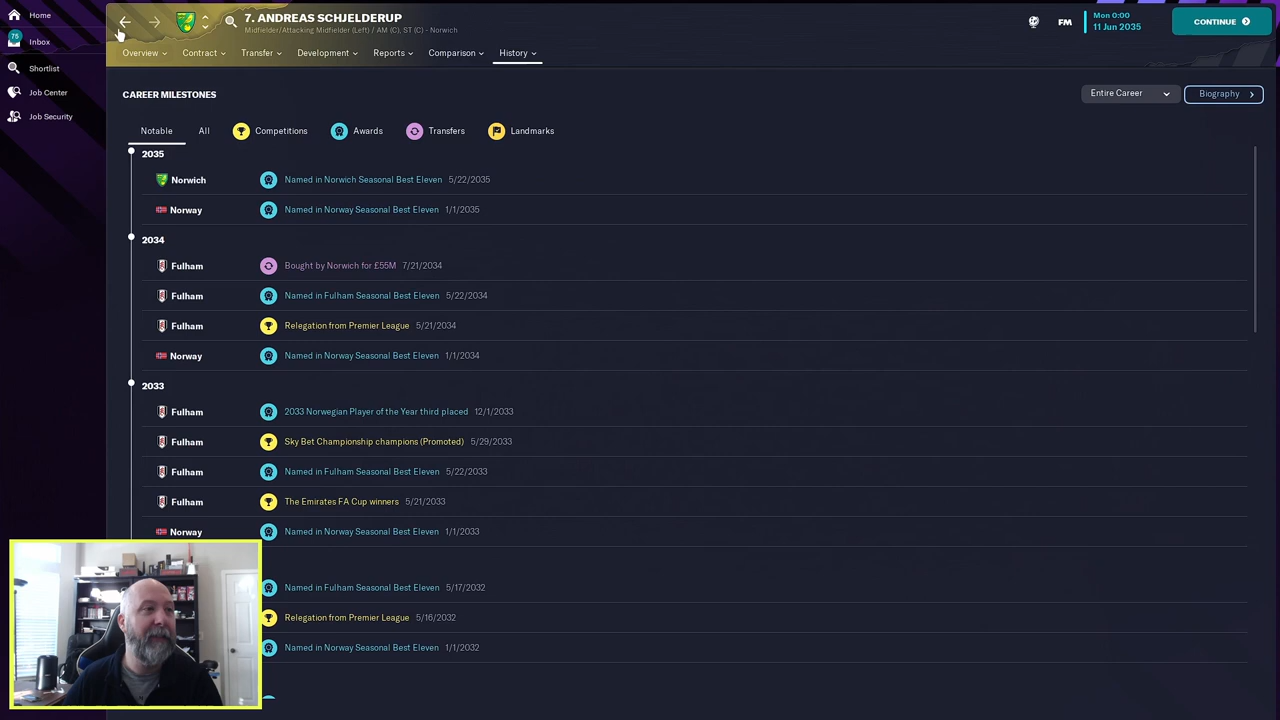 Home
75
Inbox
Shortlist
Job Center
Job Security
7. ANDREAS SCHJELDERUP
Midfielder/Attacking Midfielder (Left) / AM (C), ST (C) - Norwich
FM
Mon 0:00
11 Jun 2035
CONTINUE
Overview
Contract
Transfer
Development
Reports
Comparison
History
CAREER MILESTONES
Entire Career
Biography
Notable
All
Competitions
Awards
Transfers
Landmarks
2035
Norwich Named in Norwich Seasonal Best Eleven 5/22/2035
Norway Named in Norway Seasonal Best Eleven 1/1/2035
2034
Fulham Bought by Norwich for £55M 7/21/2034
Fulham Named in Fulham Seasonal Best Eleven 5/22/2034
Fulham Relegation from Premier League 5/21/2034
Norway Named in Norway Seasonal Best Eleven 1/1/2034
2033
Fulham 2033 Norwegian Player of the Year third placed 12/1/2033
Fulham Sky Bet Championship champions (Promoted) 5/29/2033
Fulham Named in Fulham Seasonal Best Eleven 5/22/2033
Fulham The Emirates FA Cup winners 5/21/2033
Norway Named in Norway Seasonal Best Eleven 1/1/2033
Named in Fulham Seasonal Best Eleven 5/17/2032
Relegation from Premier League 5/16/2032
Named in Norway Seasonal Best Eleven 1/1/2032